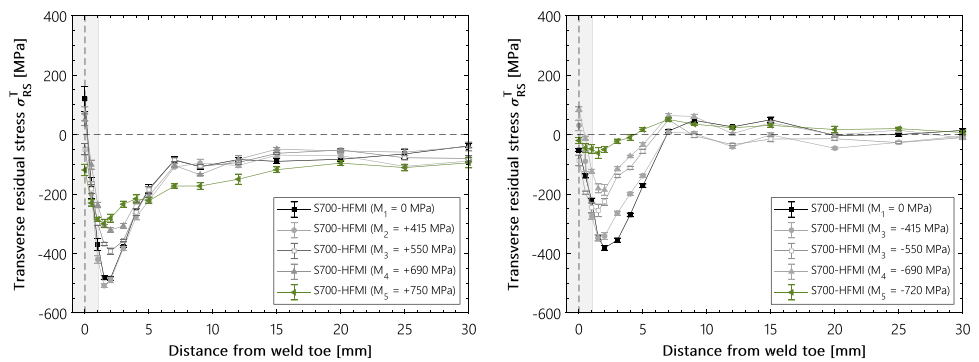 Transverse residual stress σ_RS^T [MPa]
400
200
0
-200
-400
-600
S700-HFMI (M₁ = 0 MPa)
S700-HFMI (M₂ = +415 MPa)
S700-HFMI (M₃ = +550 MPa)
S700-HFMI (M₄ = +690 MPa)
S700-HFMI (M₅ = +750 MPa)
0 5 10 15 20 25 30
Distance from weld toe [mm]
Transverse residual stress σ_RS^T [MPa]
400
200
0
-200
-400
-600
S700-HFMI (M₁ = 0 MPa)
S700-HFMI (M₃ = -415 MPa)
S700-HFMI (M₃ = -550 MPa)
S700-HFMI (M₄ = -690 MPa)
S700-HFMI (M₅ = -720 MPa)
0 5 10 15 20 25 30
Distance from weld toe [mm]